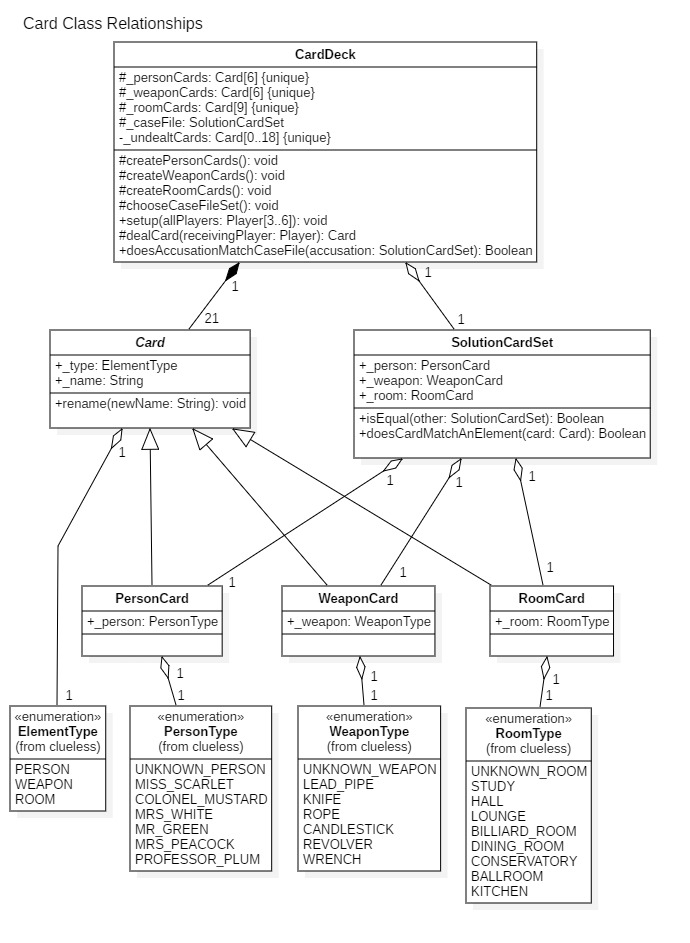 Card Class Relationships
CardDeck
#_personCards: Card[6] {unique}
#_weaponCards: Card[6] {unique}
#_roomCards: Card[9] {unique}
#_caseFile: SolutionCardSet
-_undealtCards: Card[0..18] {unique}
#createPersonCards(): void
#createWeaponCards(): void
#createRoomCards(): void
#chooseCaseFileSet(): void
+setup(allPlayers: Player[3..6]): void
#dealCard(receivingPlayer: Player): Card
+doesAccusationMatchCaseFile(accusation: SolutionCardSet): Boolean
1
1
21
1
Card
+_type: ElementType
+_name: String
+rename(newName: String): void
SolutionCardSet
+_person: PersonCard
+_weapon: WeaponCard
+_room: RoomCard
+isEqual(other: SolutionCardSet): Boolean
+doesCardMatchAnElement(card: Card): Boolean
1
1
1
1
1
1
1
PersonCard
+_person: PersonType
WeaponCard
+_weapon: WeaponType
RoomCard
+_room: RoomType
1
1
1
1
1
1
1
«enumeration»
ElementType
(from clueless)
PERSON
WEAPON
ROOM
«enumeration»
PersonType
(from clueless)
UNKNOWN_PERSON
MISS_SCARLET
COLONEL_MUSTARD
MRS_WHITE
MR_GREEN
MRS_PEACOCK
PROFESSOR_PLUM
«enumeration»
WeaponType
(from clueless)
UNKNOWN_WEAPON
LEAD_PIPE
KNIFE
ROPE
CANDLESTICK
REVOLVER
WRENCH
«enumeration»
RoomType
(from clueless)
UNKNOWN_ROOM
STUDY
HALL
LOUNGE
BILLIARD_ROOM
DINING_ROOM
CONSERVATORY
BALLROOM
KITCHEN